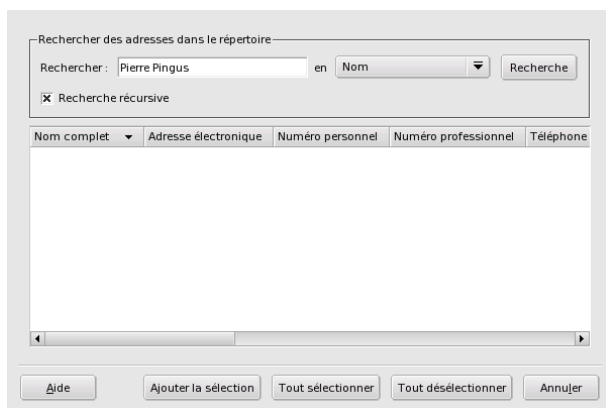 Rechercher des adresses dans le répertoire
Rechercher : Pierre Pingus en Nom Recherche
Recherche récursive
Nom complet Adresse électronique Numéro personnel Numéro professionnel Téléphone
Aide Ajouter la sélection Tout sélectionner Tout désélectionner Annuler